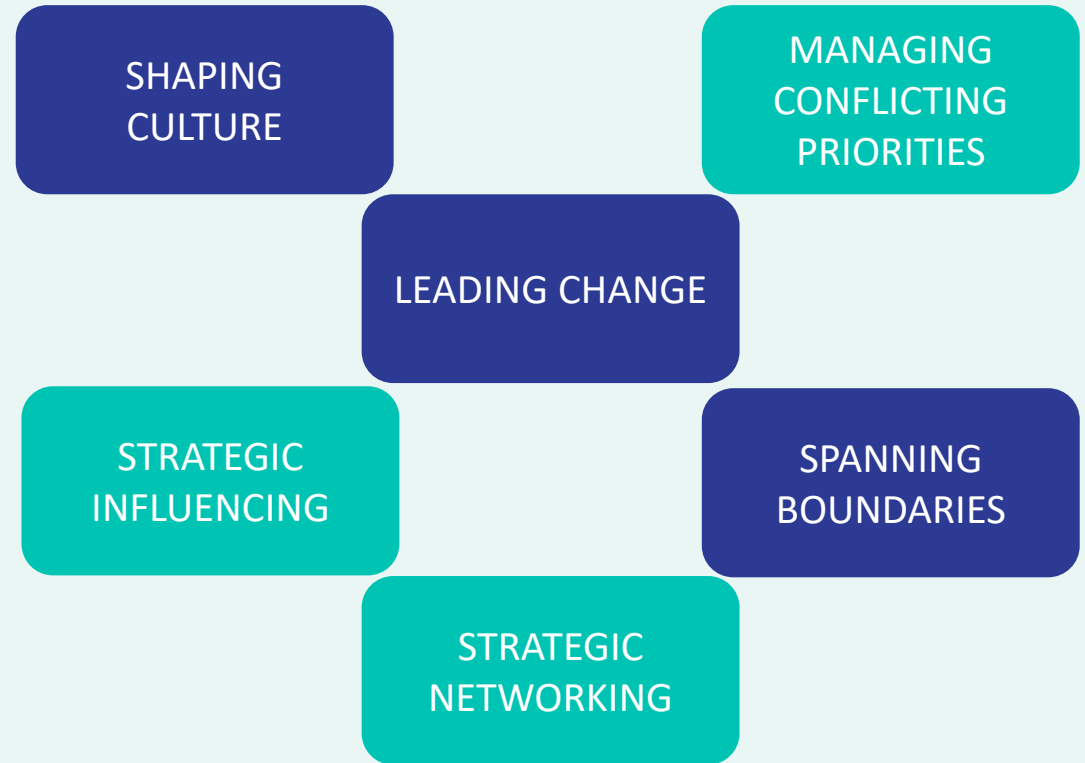 SHAPING
CULTURE
MANAGING
CONFLICTING
PRIORITIES
LEADING CHANGE
STRATEGIC
INFLUENCING
SPANNING
BOUNDARIES
STRATEGIC
NETWORKING